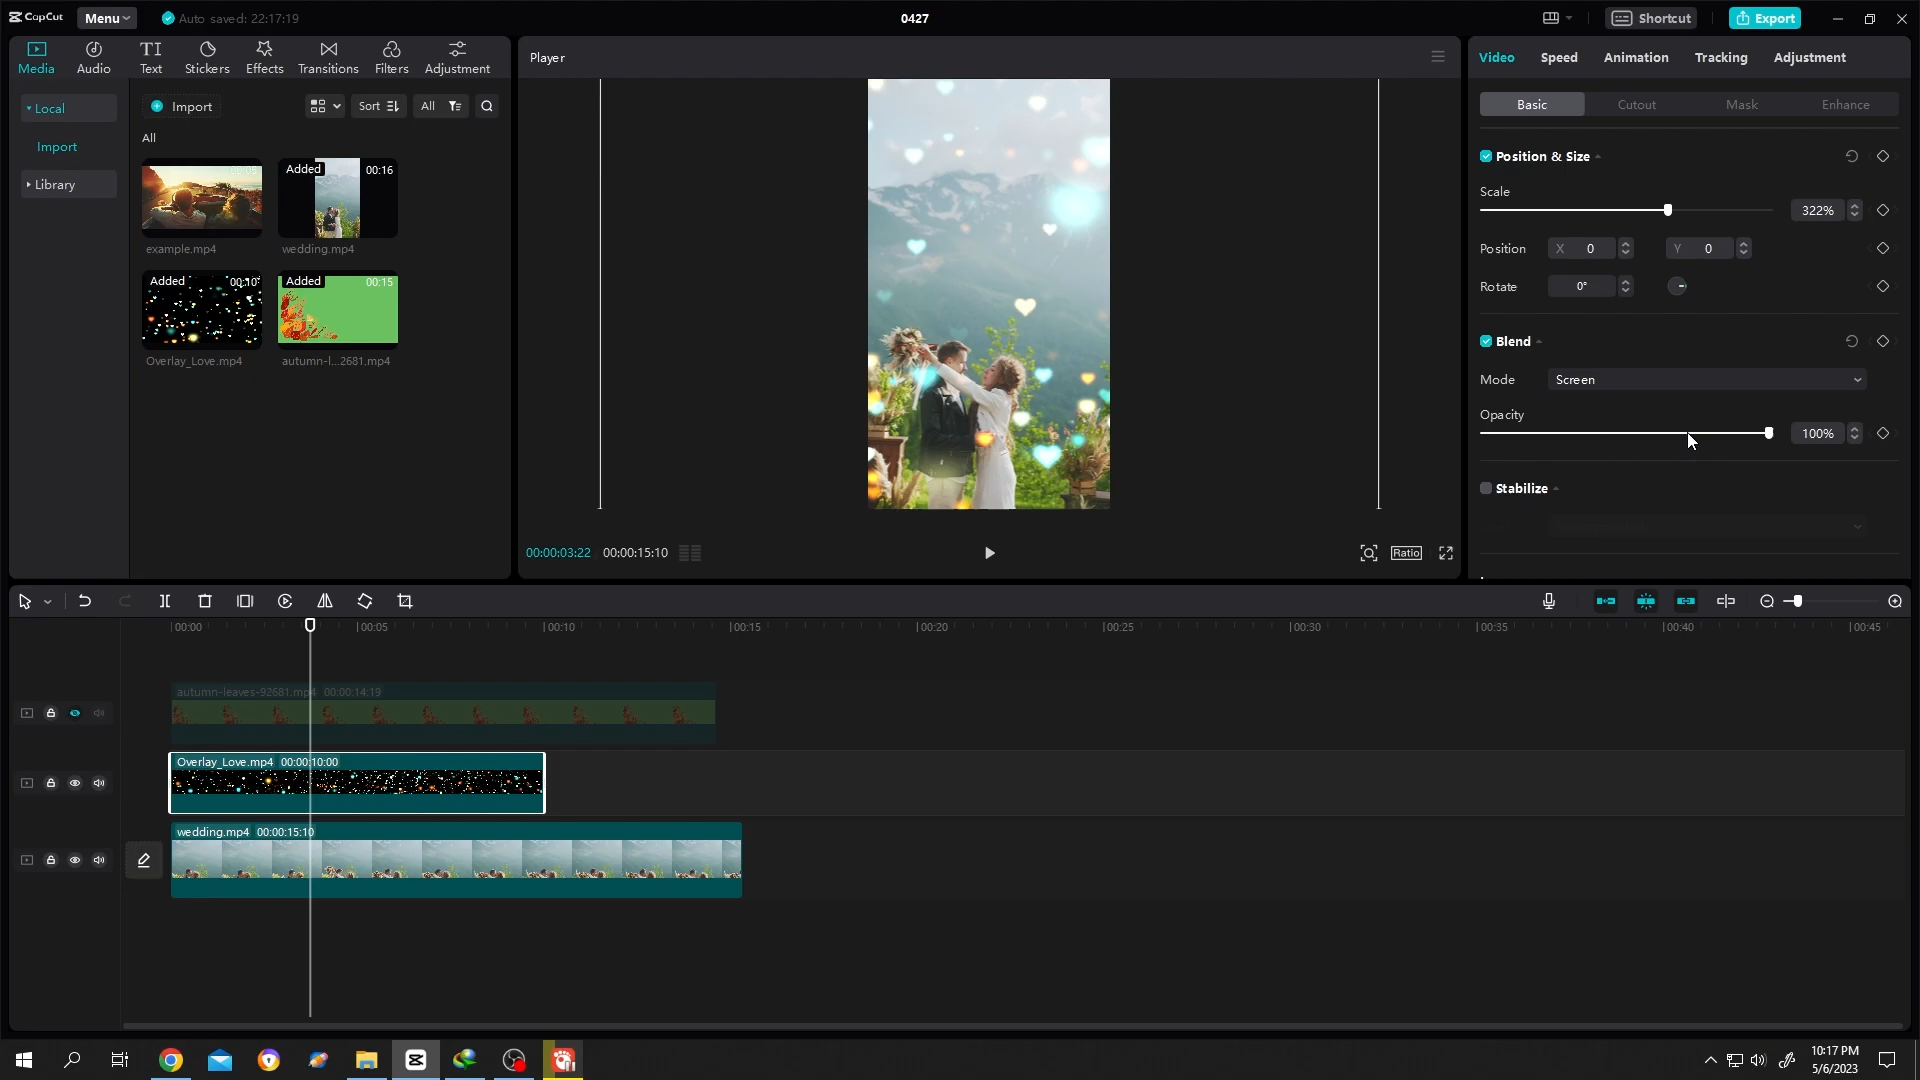 CapCut
Menu
Auto saved: 22:17:19
0427
Shortcut
Export
Media
Audio
TI
Text
Stickers
Effects
Transitions
Filters
Adjustment
Local
Import
Library
Import
Sort
All
All
example.mp4
Added
00:16
wedding.mp4
Added
00:10
Overlay_Love.mp4
Added
00:15
autumn-l...2681.mp4
Player
00:00:03:22
00:00:15:10
Ratio
Video
Speed
Animation
Tracking
Adjustment
Basic
Cutout
Mask
Enhance
Position & Size
Scale
322%
Position
X 0
Y 0
Rotate
0°
Blend
Mode
Screen
Opacity
100%
Stabilize
00:00
00:05
00:10
00:15
00:20
00:25
00:30
00:35
00:40
00:45
autumn-leaves-92681.mp4 00:00:14:19
Overlay_Love.mp4 00:00:10:00
wedding.mp4 00:00:15:10
10:17 PM
5/6/2023